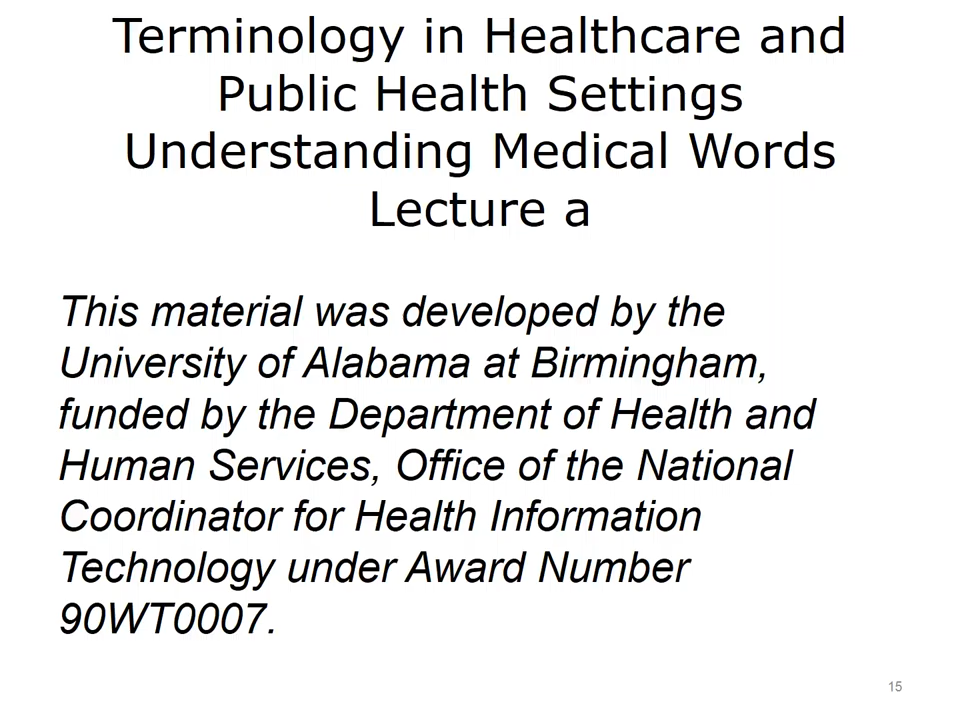 Terminology in Healthcare and
Public Health Settings
Understanding Medical Words
Lecture a
This material was developed by the
University of Alabama at Birmingham,
funded by the Department of Health and
Human Services, Office of the National
Coordinator for Health Information
Technology under Award Number
90WT0007.
15